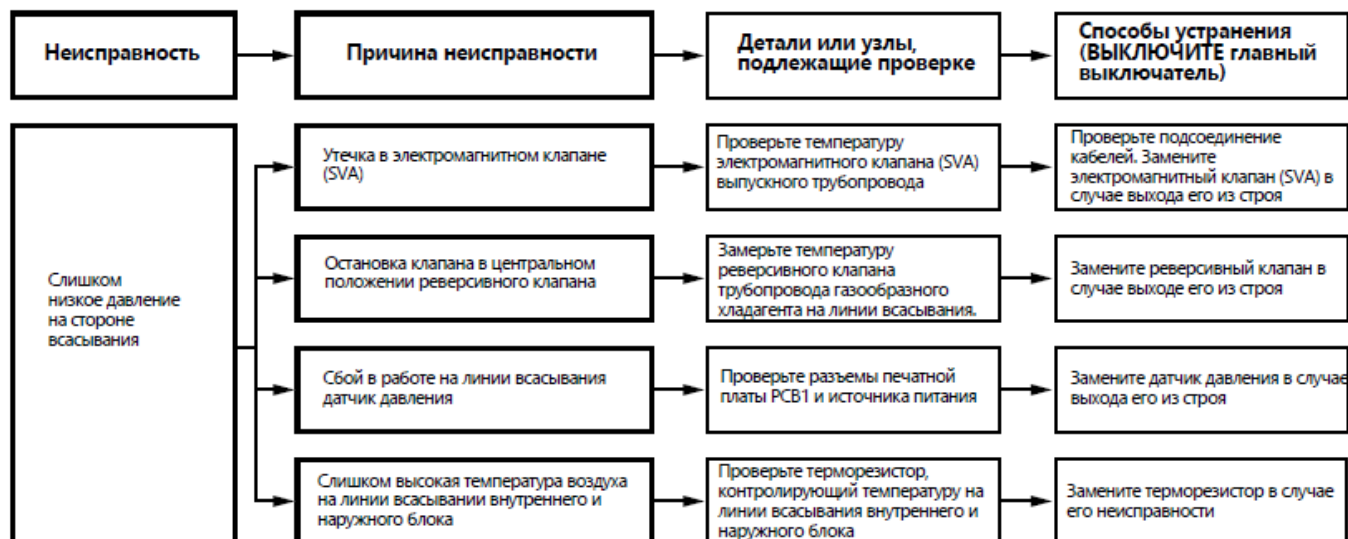 Неисправность
Причина неисправности
Детали или узлы,
подлежащие проверке
Способы устранения
(ВЫКЛЮЧИТЕ главный
выключатель)
Слишком
низкое давление
на стороне
всасывания
Утечка в электромагнитном клапане
(SVA)
Проверьте температуру
электромагнитного клапана (SVA)
выпускного трубопровода
Проверьте подсоединение
кабелей. Замените
электромагнитный клапан (SVA) в
случае выхода его из строя
Остановка клапана в центральном
положении реверсивного клапана
Замерьте температуру
реверсивного клапана
трубопровода газообразного
хладагента на линии всасывания.
Замените реверсивный клапан в
случае выходе его из строя
Сбой в работе на линии всасывания
датчик давления
Проверьте разъемы печатной
платы PCB1 и источника питания
Замените датчик давления в случае
выхода его из строя
Слишком высокая температура воздуха
на линии всасывании внутреннего и
наружного блока
Проверьте терморезистор,
контролирующий температуру на
линии всасывания внутреннего и
наружного блока
Замените терморезистор в случае
его неисправности